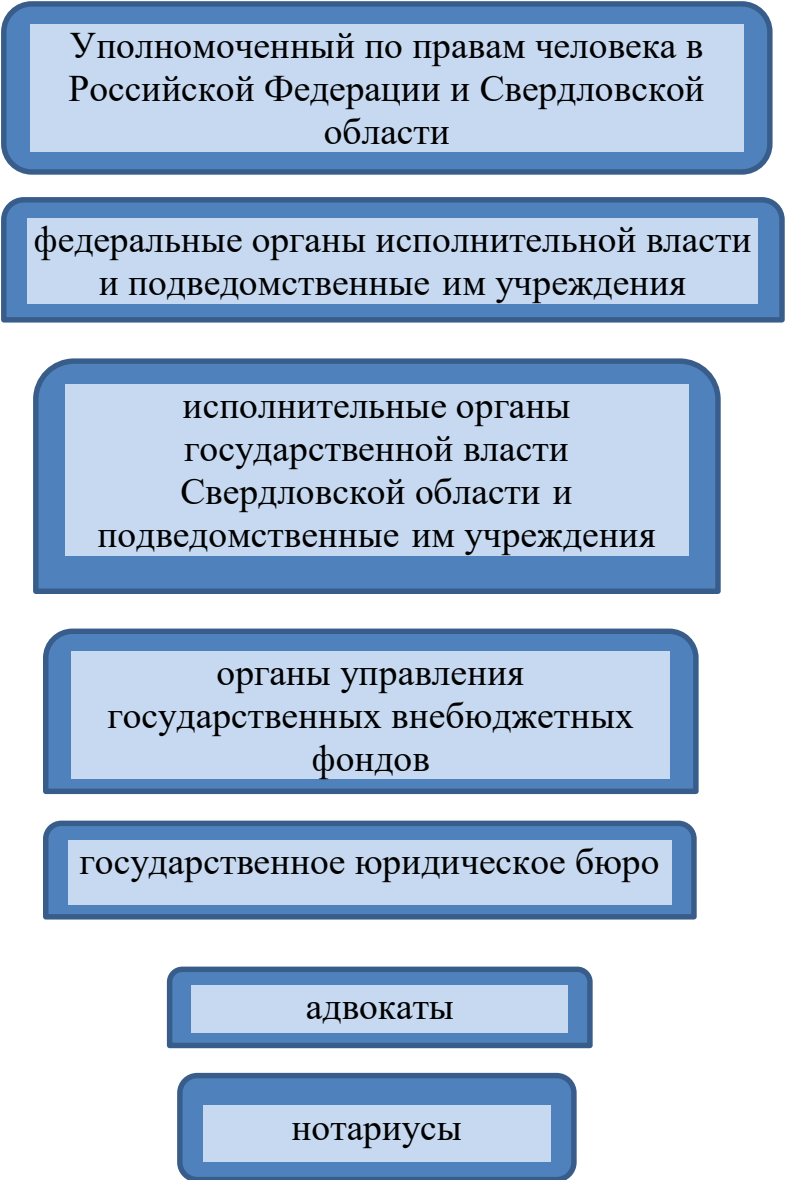 Уполномоченный по правам человека в
Российской Федерации и Свердловской
области
федеральные органы исполнительной власти
и подведомственные им учреждения
исполнительные органы
государственной власти
Свердловской области и
подведомственные им учреждения
органы управления
государственных внебюджетных
фондов
государственное юридическое бюро
адвокаты
нотариусы